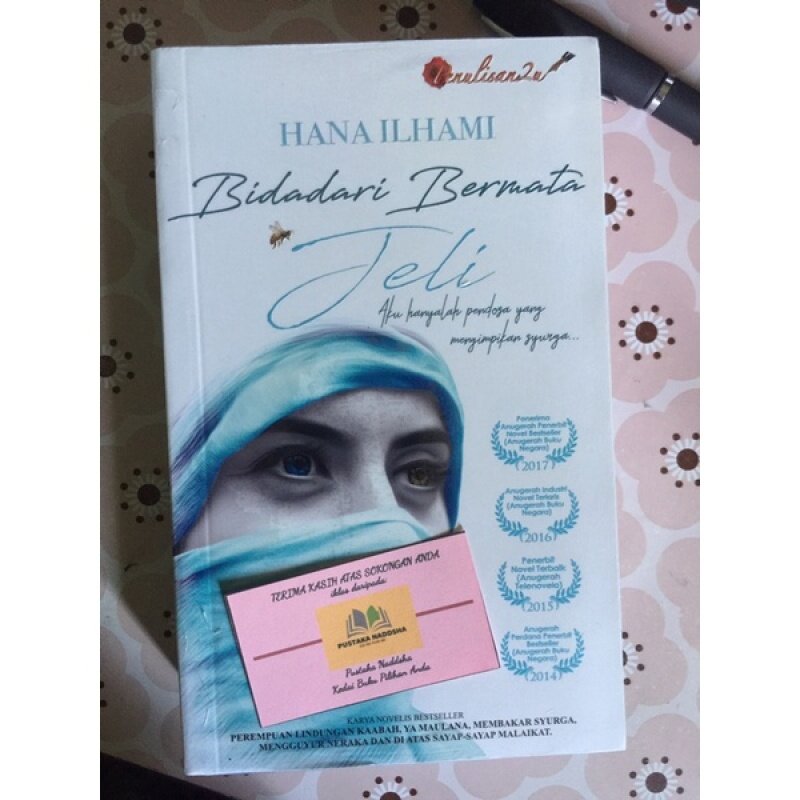 Penulisan2u
HANA ILHAMI
Bidadari Bermata
Jeli
Aku hanyalah pendosa yang
mengimpikan syurga...
Penerima
Anugerah Penerbit
Novel Bestseller
(Anugerah Buku
Negara)
(2017)
Anugerah Industri
Novel Terlaris
(Anugerah Buku
Negara)
(2016)
Penerbit
Novel Terbaik
(Anugerah
Telenovela)
(2015)
Anugerah
Perdana Penerbit
Bestseller
(Anugerah Buku
Negara)
(2014)
TERIMA KASIH ATAS SOKONGAN ANDA
iklas daripada:
PUSTAKA NADDSHA
Pustaka Naddsha
Kedai Buku Pilihan Anda
KARYA NOVELIS BESTSELLER
PEREMPUAN LINDUNGAN KAABAH, YA MAULANA, MEMBAKAR SYURGA,
MENGGUYUR NERAKA DAN DI ATAS SAYAP-SAYAP MALAIKAT.